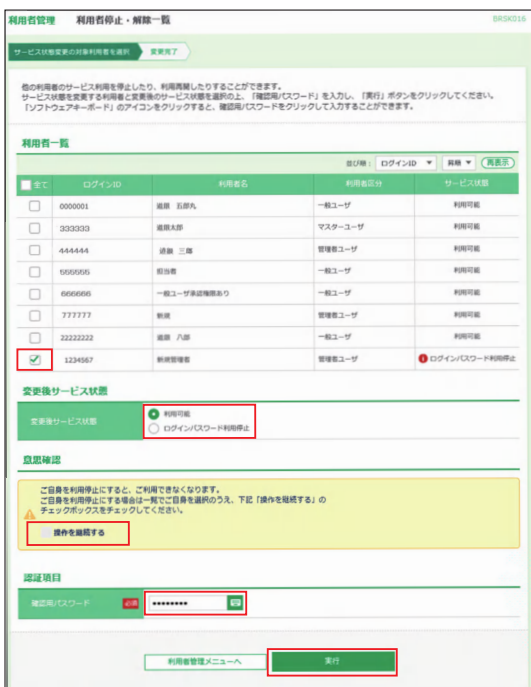 利用者管理 利用者停止・解除一覧 BRSK016
サービス状態変更の対象利用者を選択 変更完了
他の利用者のサービス利用を停止したり、利用再開したりすることができます。
サービス状態を変更する利用者と変更後のサービス状態を選択の上、「確認用パスワード」を入力し、「実行」ボタンをクリックしてください。
「ソフトウェアキーボード」のアイコンをクリックすると、確認用パスワードをクリックして入力することができます。
利用者一覧
並び順： ログインID ▼ 昇順 ▼ 再表示
全て ログインID 利用者名 利用者区分 サービス状態
0000001 五郎丸 一般ユーザ 利用可能
333333 太郎 マスターユーザ 利用可能
444444 三郎 管理者ユーザ 利用可能
担当者 一般ユーザ 利用可能
666666 一般ユーザ承認権限あり 一般ユーザ 利用可能
777777 新規 管理者ユーザ 利用可能
22222222 八郎 一般ユーザ 利用可能
1234567 新規管理者 管理者ユーザ ログインパスワード利用停止
変更後サービス状態
変更後サービス状態 利用可能
ログインパスワード利用停止
意思確認
ご自身を利用停止にすると、ご利用できなくなります。
ご自身を利用停止にする場合は一覧でご自身を選択のうえ、下記「操作を継続する」の
チェックボックスをチェックしてください。
操作を継続する
認証項目
確認用パスワード 必須 ●●●●●●●●
利用者管理メニューへ 実行